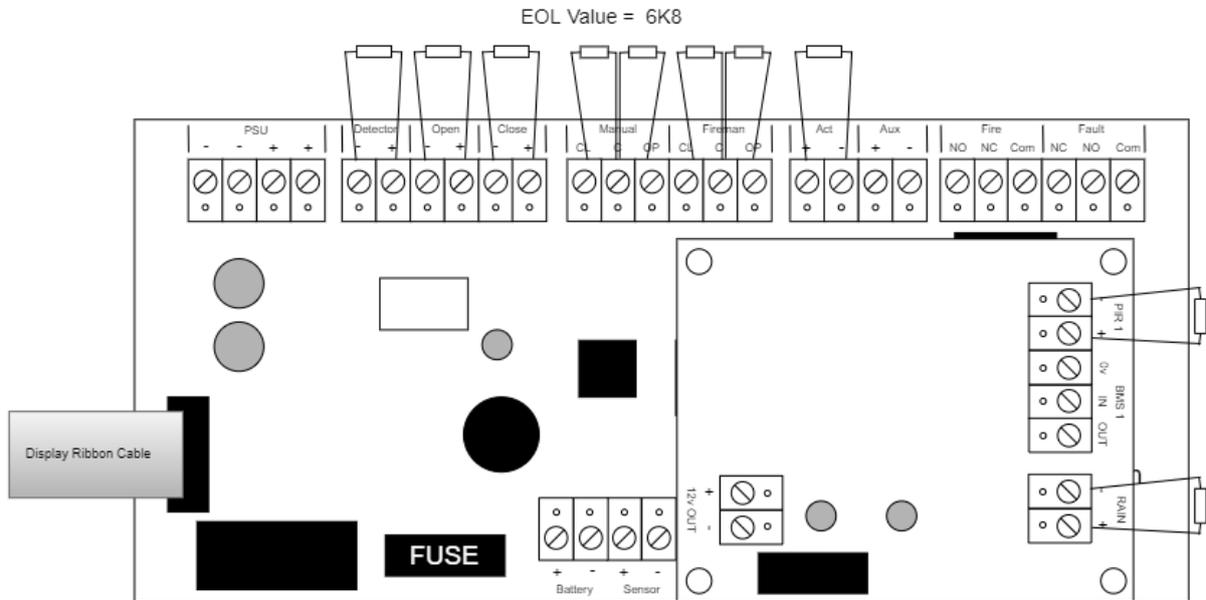 EOL Value = 6K8
PSU
Detector
Open
Close
Manual
Fireman
Act
Aux
Fire
Fault
- - + +
- + - + - +
CL C OP CL C OP
+ - + -
NO NC Com NC NO Com
- + PIR 1
0v IN OUT BMS 1
- + RAIN
Display Ribbon Cable
12v OUT + -
FUSE
+ - + -
Battery
Sensor